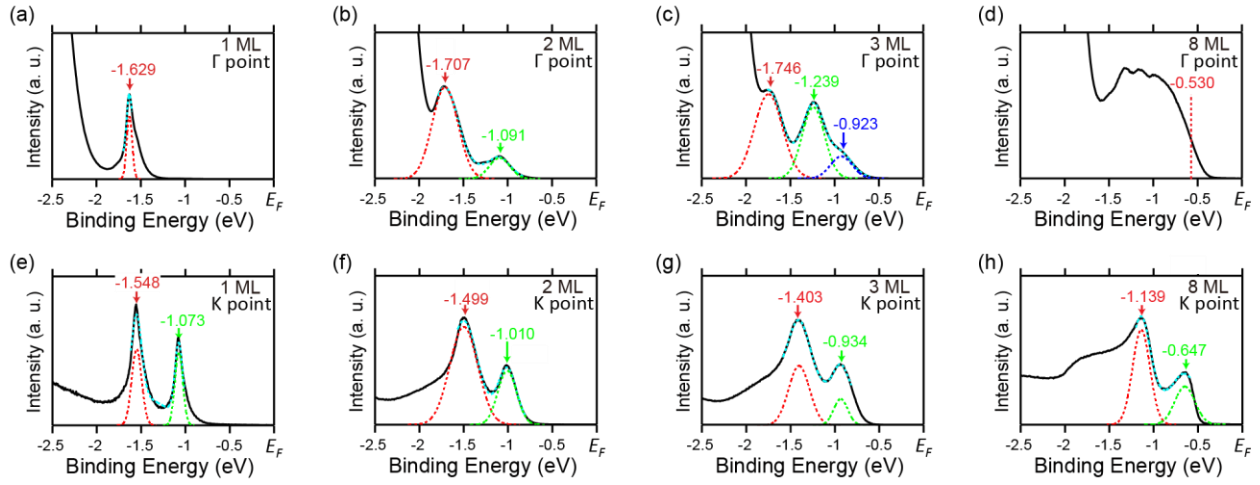 (a)
1 ML
Γ point
-1.629
Intensity (a. u.)
-2.5 -2 -1.5 -1 -0.5 E_F
Binding Energy (eV)
(b)
2 ML
Γ point
-1.707
-1.091
Intensity (a. u.)
-2.5 -2 -1.5 -1 -0.5 E_F
Binding Energy (eV)
(c)
3 ML
Γ point
-1.746
-1.239
-0.923
Intensity (a. u.)
-2.5 -2 -1.5 -1 -0.5 E_F
Binding Energy (eV)
(d)
8 ML
Γ point
-0.530
Intensity (a. u.)
-2.5 -2 -1.5 -1 -0.5 E_F
Binding Energy (eV)
(e)
1 ML
K point
-1.548
-1.073
Intensity (a. u.)
-2.5 -2 -1.5 -1 -0.5 E_F
Binding Energy (eV)
(f)
2 ML
K point
-1.499
-1.010
Intensity (a. u.)
-2.5 -2 -1.5 -1 -0.5 E_F
Binding Energy (eV)
(g)
3 ML
K point
-1.403
-0.934
Intensity (a. u.)
-2.5 -2 -1.5 -1 -0.5 E_F
Binding Energy (eV)
(h)
8 ML
K point
-1.139
-0.647
Intensity (a. u.)
-2.5 -2 -1.5 -1 -0.5 E_F
Binding Energy (eV)